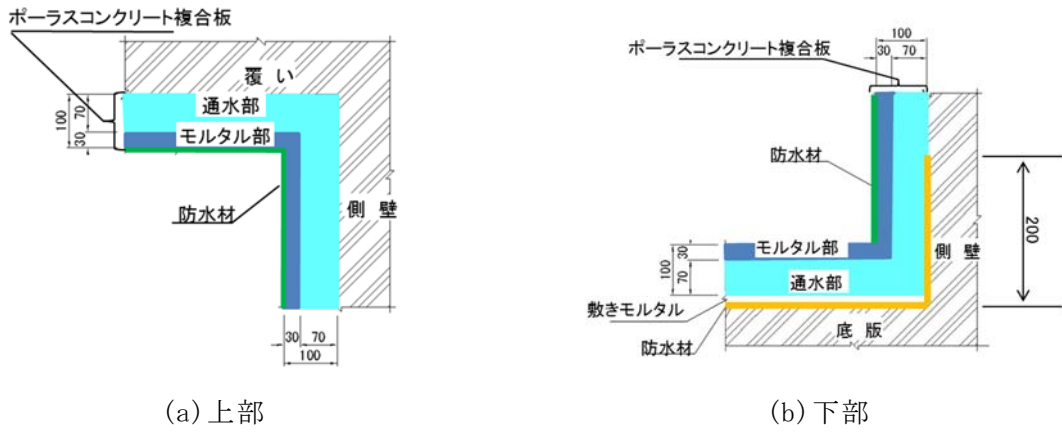 ポーラスコンクリート複合板
覆 い
通水部
モルタル部
100
70
30
防水材
側 壁
30 70
100
(a)上部
100
30 70
ポーラスコンクリート複合板
防水材
200
側 壁
モルタル部
通水部
100
30
70
敷きモルタル
防水材
底 版
(b)下部